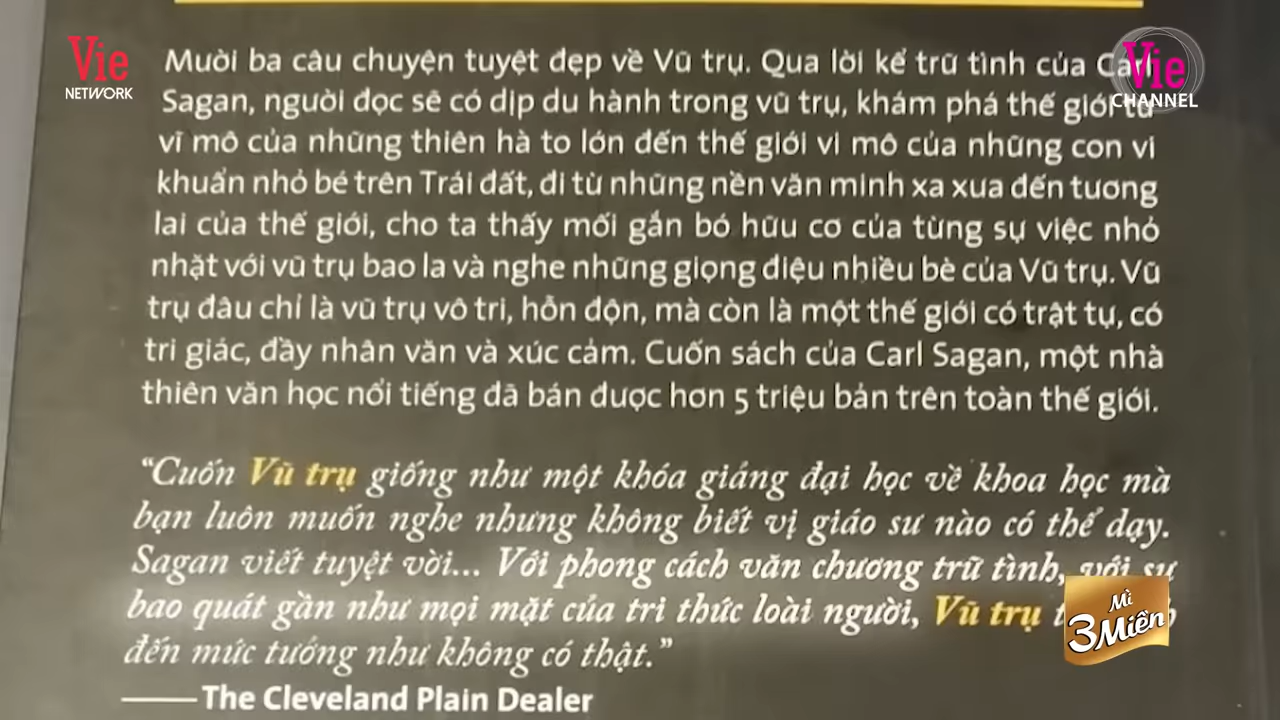 Vie
NETWORK
Vie
CHANNEL
Mười ba câu chuyện tuyệt đẹp về Vũ trụ. Qua lời kể trữ tình của Carl
Sagan, người đọc sẽ có dịp du hành trong vũ trụ, khám phá thế giới từ
vĩ mô của những thiên hà to lớn đến thế giới vi mô của những con vi
khuẩn nhỏ bé trên Trái đất, đi từ những nền văn minh xa xưa đến tương
lai của thế giới, cho ta thấy mối gắn bó hữu cơ của từng sự việc nhỏ
nhặt với vũ trụ bao la và nghe những giọng điệu nhiều bè của Vũ trụ. Vũ
trụ đâu chỉ là vũ trụ vô tri, hỗn độn, mà còn là một thế giới có trật tự, có
tri giác, đầy nhân văn và xúc cảm. Cuốn sách của Carl Sagan, một nhà
thiên văn học nổi tiếng đã bán được hơn 5 triệu bản trên toàn thế giới.
“Cuốn Vũ trụ giống như một khóa giảng đại học về khoa học mà
bạn luôn muốn nghe nhưng không biết vị giáo sư nào có thể dạy.
Sagan viết tuyệt vời... Với phong cách văn chương trữ tình, với sự
bao quát gần như mọi mặt của tri thức loài người, Vũ trụ
đến mức tưởng như không có thật.”
—— The Cleveland Plain Dealer
Mì
3 Miền